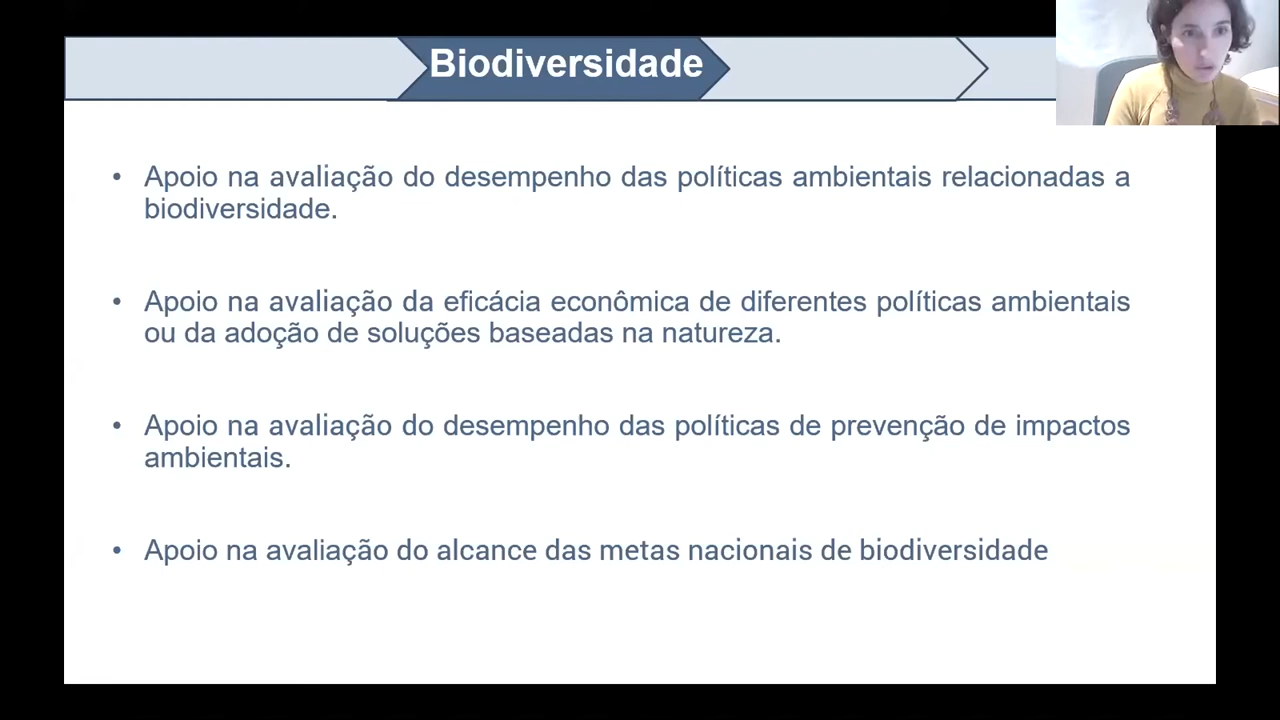 Biodiversidade
• Apoio na avaliação do desempenho das políticas ambientais relacionadas a
biodiversidade.
• Apoio na avaliação da eficácia econômica de diferentes políticas ambientais
ou da adoção de soluções baseadas na natureza.
• Apoio na avaliação do desempenho das políticas de prevenção de impactos
ambientais.
• Apoio na avaliação do alcance das metas nacionais de biodiversidade